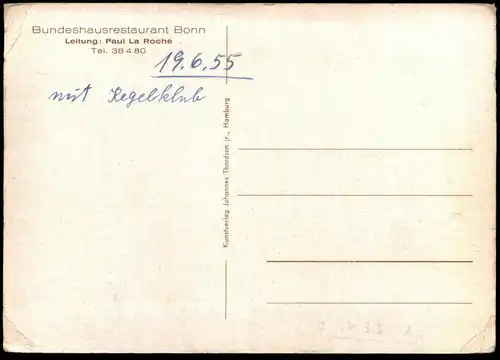 Bundeshausrestaurant Bonn
Leitung: Paul La Roche
Tel. 38 4 80
19.6.55
mit Kegelklub
Kunstverlag Johannes Thordsen jr., Hamburg